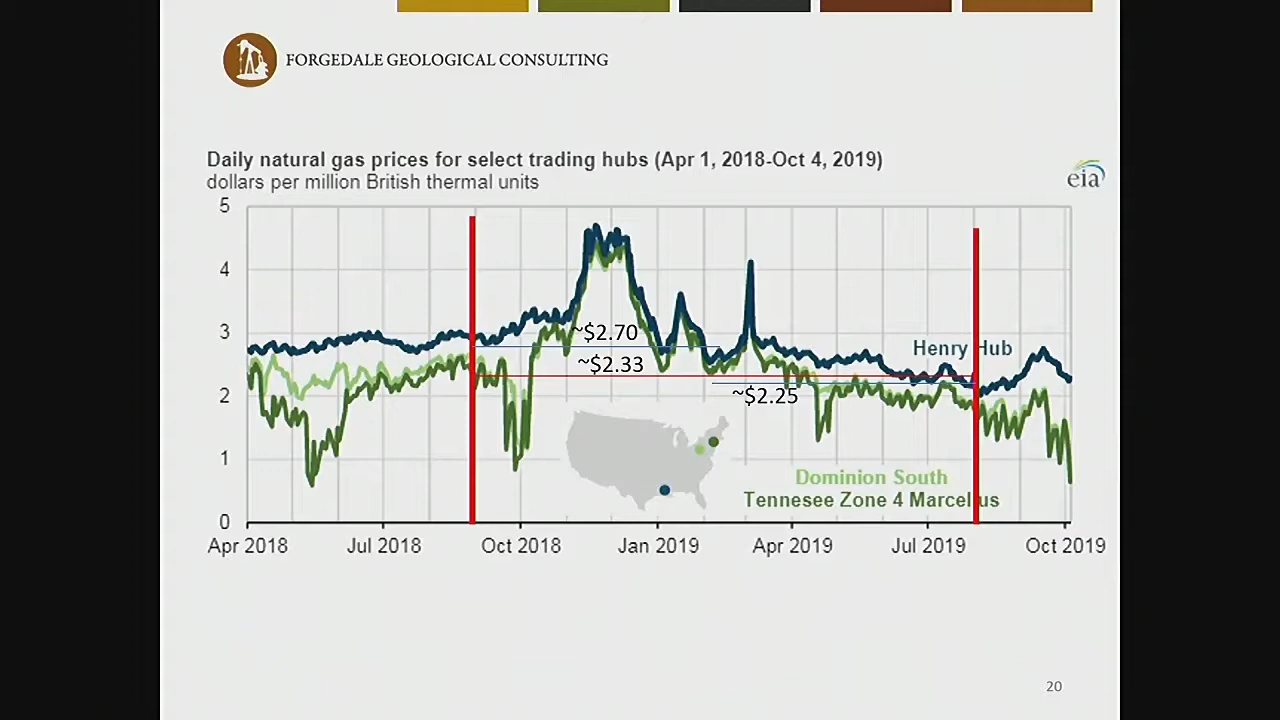 FORGEDALE GEOLOGICAL CONSULTING
Daily natural gas prices for select trading hubs (Apr 1, 2018-Oct 4, 2019)
dollars per million British thermal units
eia
5
4
3
2
1
0
~$2.70
~$2.33
~$2.25
Henry Hub
Dominion South
Tennesee Zone 4 Marcellus
Apr 2018
Jul 2018
Oct 2018
Jan 2019
Apr 2019
Jul 2019
Oct 2019
20